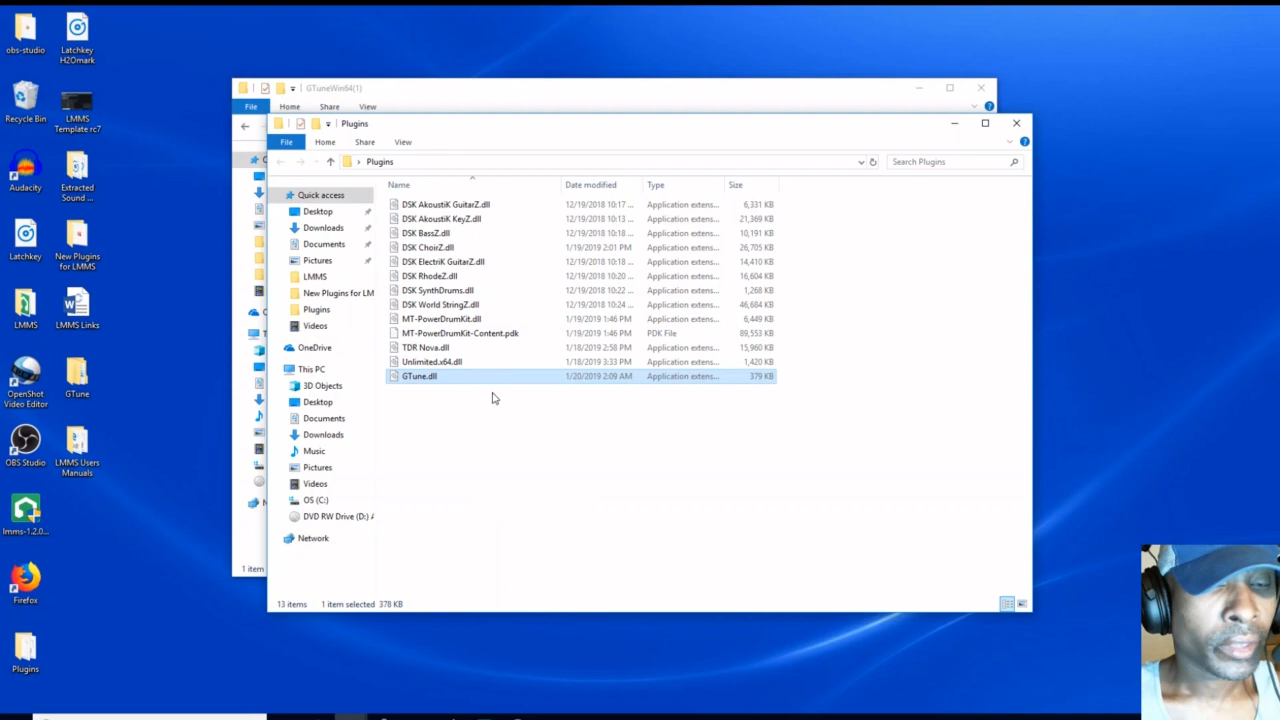 obs-studio
Latchkey
H2Omark
Recycle Bin
LMMS
Template rc7
Audacity
Extracted
Sound ...
Latchkey
New Plugins
for LMMS
LMMS
LMMS Links
OpenShot
Video Editor
GTune
OBS Studio
LMMS Users
Manuals
lmms-1.2.0...
Firefox
Plugins
GTuneWin64(1)
File Home Share View
1 item
Plugins
File Home Share View
Plugins
Search Plugins
Quick access
Desktop
Downloads
Documents
Pictures
LMMS
New Plugins for LM
Plugins
Videos
OneDrive
This PC
3D Objects
Desktop
Documents
Downloads
Music
Pictures
Videos
OS (C:)
DVD RW Drive (D:) A
Network
Name Date modified Type Size
DSK AkoustiK GuitarZ.dll 12/19/2018 10:17 ... Application extens... 6,331 KB
DSK AkoustiK KeyZ.dll 12/19/2018 10:13 ... Application extens... 21,369 KB
DSK BassZ.dll 12/19/2018 10:18 ... Application extens... 10,191 KB
DSK ChoirZ.dll 1/19/2019 2:01 PM Application extens... 26,705 KB
DSK ElectriK GuitarZ.dll 12/19/2018 10:18 ... Application extens... 14,410 KB
DSK RhodeZ.dll 12/19/2018 10:20 ... Application extens... 16,604 KB
DSK SynthDrums.dll 12/19/2018 10:22 ... Application extens... 1,268 KB
DSK World StringZ.dll 12/19/2018 10:24 ... Application extens... 46,684 KB
MT-PowerDrumKit.dll 1/19/2019 1:46 PM Application extens... 6,449 KB
MT-PowerDrumKit-Content.pdk 1/19/2019 1:46 PM PDK File 89,553 KB
TDR Nova.dll 1/18/2019 2:58 PM Application extens... 15,960 KB
Unlimited.x64.dll 1/18/2019 3:33 PM Application extens... 1,420 KB
GTune.dll 1/20/2019 2:09 AM Application extens... 379 KB
13 items 1 item selected 378 KB